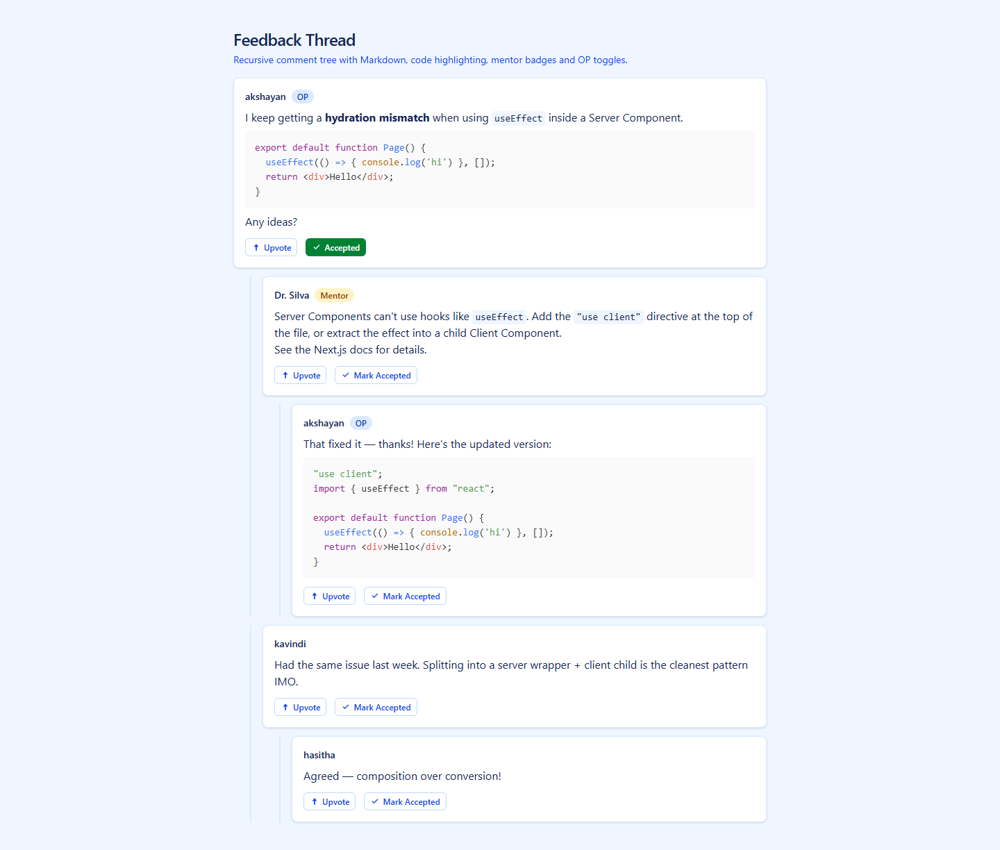 Feedback Thread
Recursive comment tree with Markdown, code highlighting, mentor badges and OP toggles.
akshayan OP
I keep getting a hydration mismatch when using useEffect inside a Server Component.
export default function Page() {
  useEffect(() => { console.log('hi') }, []);
  return <div>Hello</div>;
}
Any ideas?
Upvote Accepted
Dr. Silva Mentor
Server Components can't use hooks like useEffect. Add the "use client" directive at the top of
the file, or extract the effect into a child Client Component.
See the Next.js docs for details.
Upvote Mark Accepted
akshayan OP
That fixed it — thanks! Here's the updated version:
"use client";
import { useEffect } from "react";
export default function Page() {
  useEffect(() => { console.log('hi') }, []);
  return <div>Hello</div>;
}
Upvote Mark Accepted
kavindi
Had the same issue last week. Splitting into a server wrapper + client child is the cleanest pattern
IMO.
Upvote Mark Accepted
hasitha
Agreed — composition over conversion!
Upvote Mark Accepted